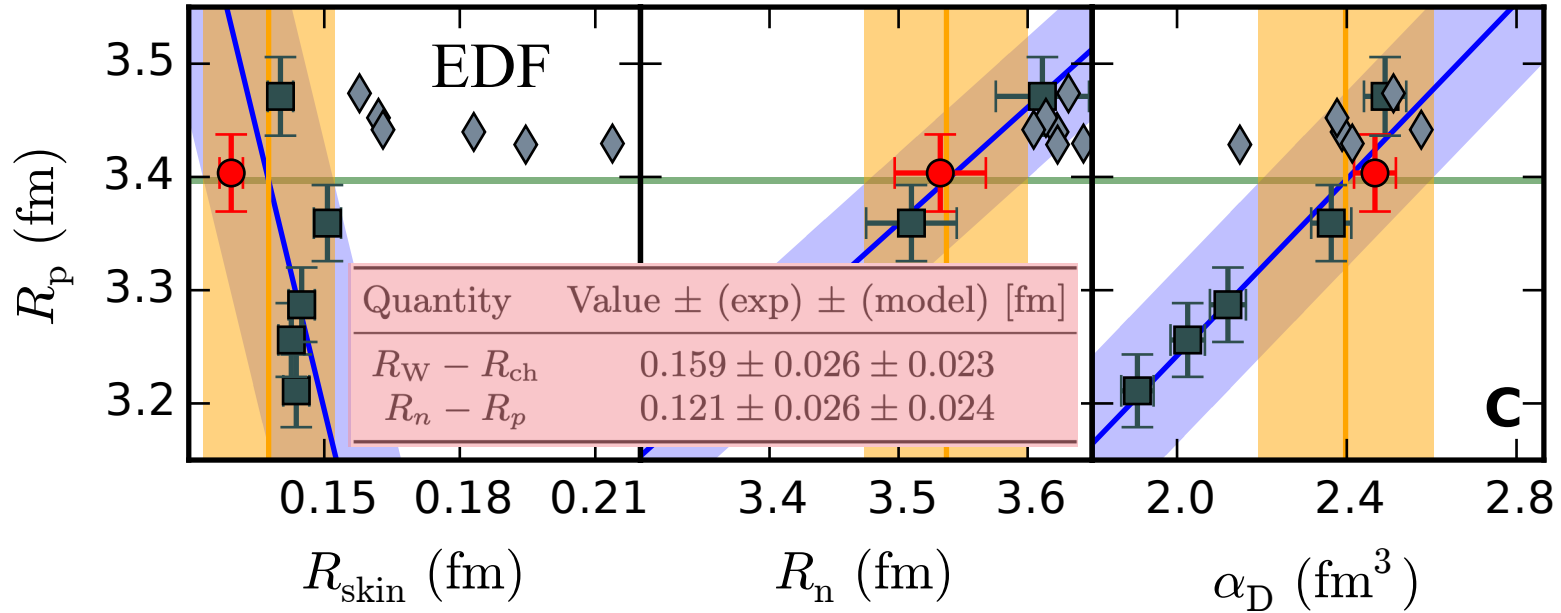 EDF
3.5
3.4
3.3
3.2
R_p (fm)
Quantity Value ± (exp) ± (model) [fm]
R_W − R_ch 0.159 ± 0.026 ± 0.023
R_n − R_p 0.121 ± 0.026 ± 0.024
C
0.15 0.18 0.21 3.4 3.5 3.6 2.0 2.4 2.8
R_skin (fm) R_n (fm) α_D (fm³)